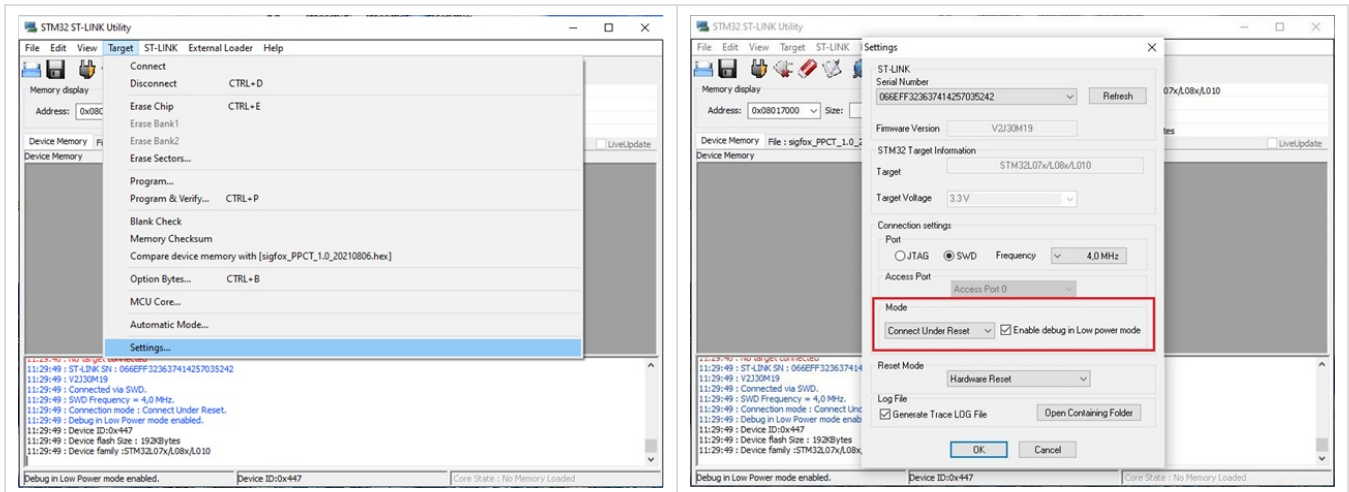 STM32 ST-LINK Utility
File Edit View Target ST-LINK External Loader Help
Connect
Disconnect CTRL+D
Erase Chip CTRL+E
Erase Bank1
Erase Bank2
Erase Sectors...
Program...
Program & Verify... CTRL+P
Blank Check
Memory Checksum
Compare device memory with [sigfox_PPCT_1.0_20210806.hex]
Option Bytes... CTRL+B
MCU Core...
Automatic Mode...
Settings...
Memory display
Address: 0x080
Device Memory
LiveUpdate
Device Memory
11:29:49 : ST-LINK SN : 066EFF323637414257035242
11:29:49 : V2J30M19
11:29:49 : Connected via SWD.
11:29:49 : SWD Frequency = 4,0 MHz.
11:29:49 : Connection mode : Connect Under Reset.
11:29:49 : Debug in Low Power mode enabled.
11:29:49 : Device ID:0x447
11:29:49 : Device flash Size : 192KBytes
11:29:49 : Device family :STM32L07x/L08x/L010
Debug in Low Power mode enabled. Device ID:0x447 Core State : No Memory Loaded
STM32 ST-LINK Utility
File Edit View Target ST-LINK
Memory display
Address: 0x08017000 Size:
07x/L08x/L010
Device Memory File : sigfox_PPCT_1.0_2
LiveUpdate
Device Memory
11:29:49 : ST-LINK SN : 066EFF323637414
11:29:49 : V2J30M19
11:29:49 : Connected via SWD.
11:29:49 : SWD Frequency = 4,0 MHz.
11:29:49 : Connection mode : Connect Und
11:29:49 : Debug in Low Power mode enab
11:29:49 : Device ID:0x447
11:29:49 : Device flash Size : 192KBytes
11:29:49 : Device family :STM32L07x/L08x
Debug in Low Power mode enabled. Device ID:0x447 Core State : No Memory Loaded
Settings
ST-LINK
Serial Number
066EFF323637414257035242 Refresh
Firmware Version V2J30M19
STM32 Target Information
Target STM32L07x/L08x/L010
Target Voltage 3.3 V
Connection settings
Port
JTAG SWD Frequency 4,0 MHz
Access Port
Access Port 0
Mode
Connect Under Reset Enable debug in Low power mode
Reset Mode
Hardware Reset
Log File
Generate Trace LOG File Open Containing Folder
OK Cancel